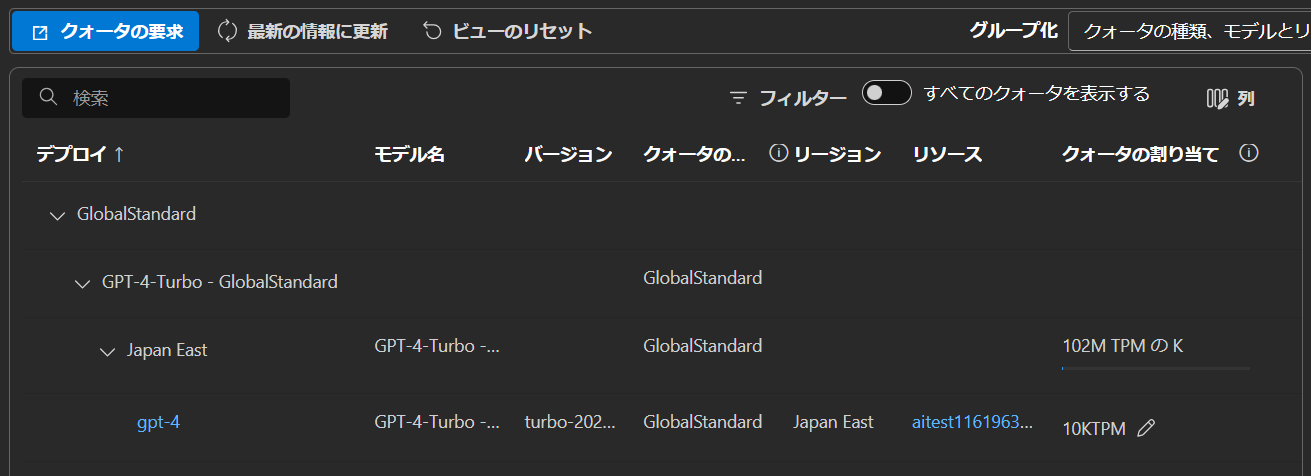 クォータの要求 最新の情報に更新 ビューのリセット グループ化 クォータの種類、モデルとリ
検索 フィルター すべてのクォータを表示する 列
デプロイ ↑ モデル名 バージョン クォータの... リージョン リソース クォータの割り当て
GlobalStandard
GPT-4-Turbo - GlobalStandard GlobalStandard
Japan East GPT-4-Turbo -... GlobalStandard 102M TPM の K
gpt-4 GPT-4-Turbo -... turbo-202... GlobalStandard Japan East aitest1161963... 10KTPM